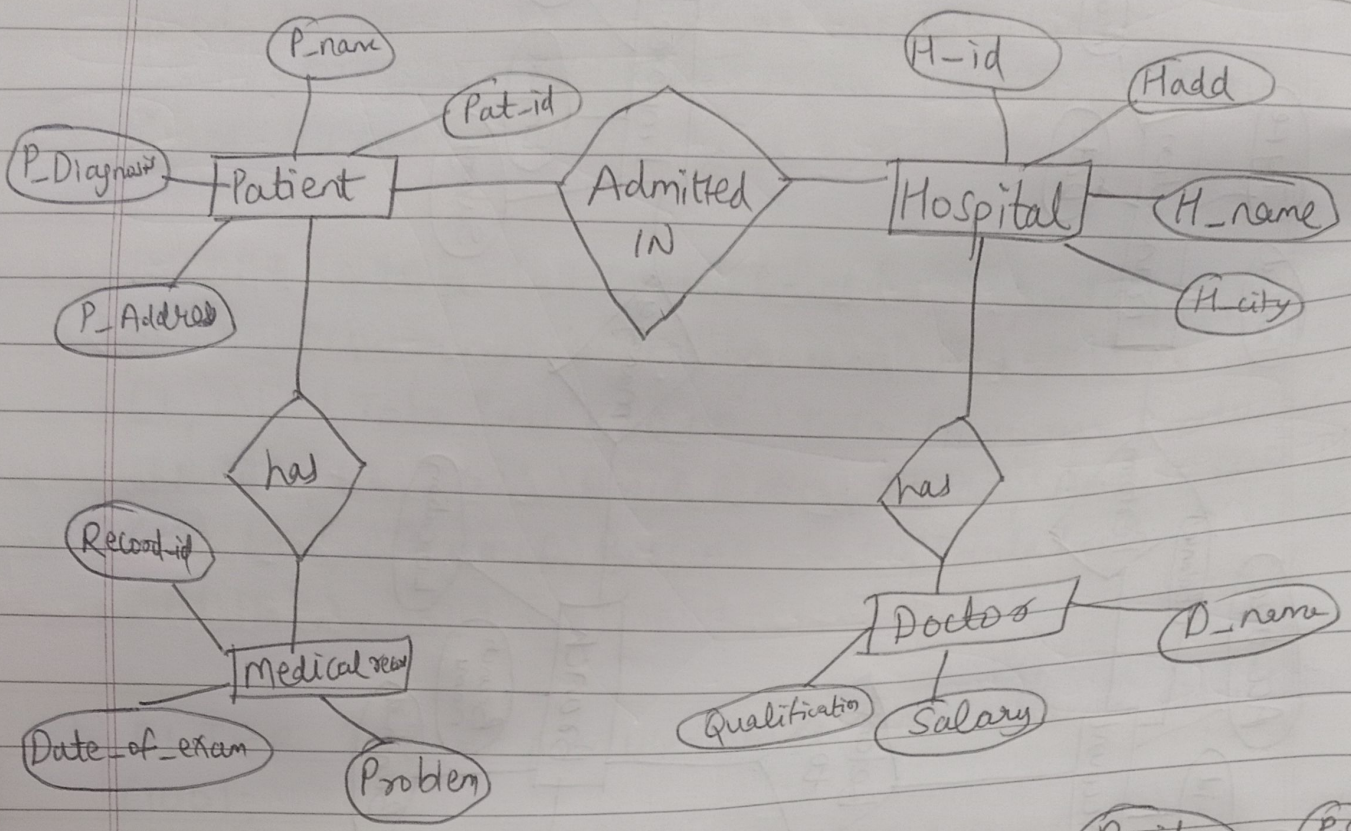 P_name
H-id
Hadd
Pat-id
P_Diagnosis
Patient
Admitted
IN
Hospital
H_name
P_Address
H_city
has
has
Record-id
Doctor
D_name
Medical
Qualification
Salary
Date_of_exam
Problem